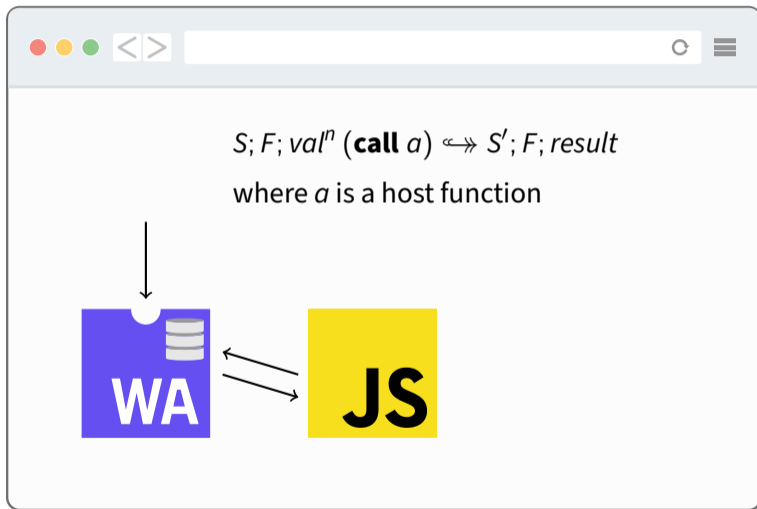 S; F; valⁿ (call a) ↪↠ S′; F; result
where a is a host function
WA
JS